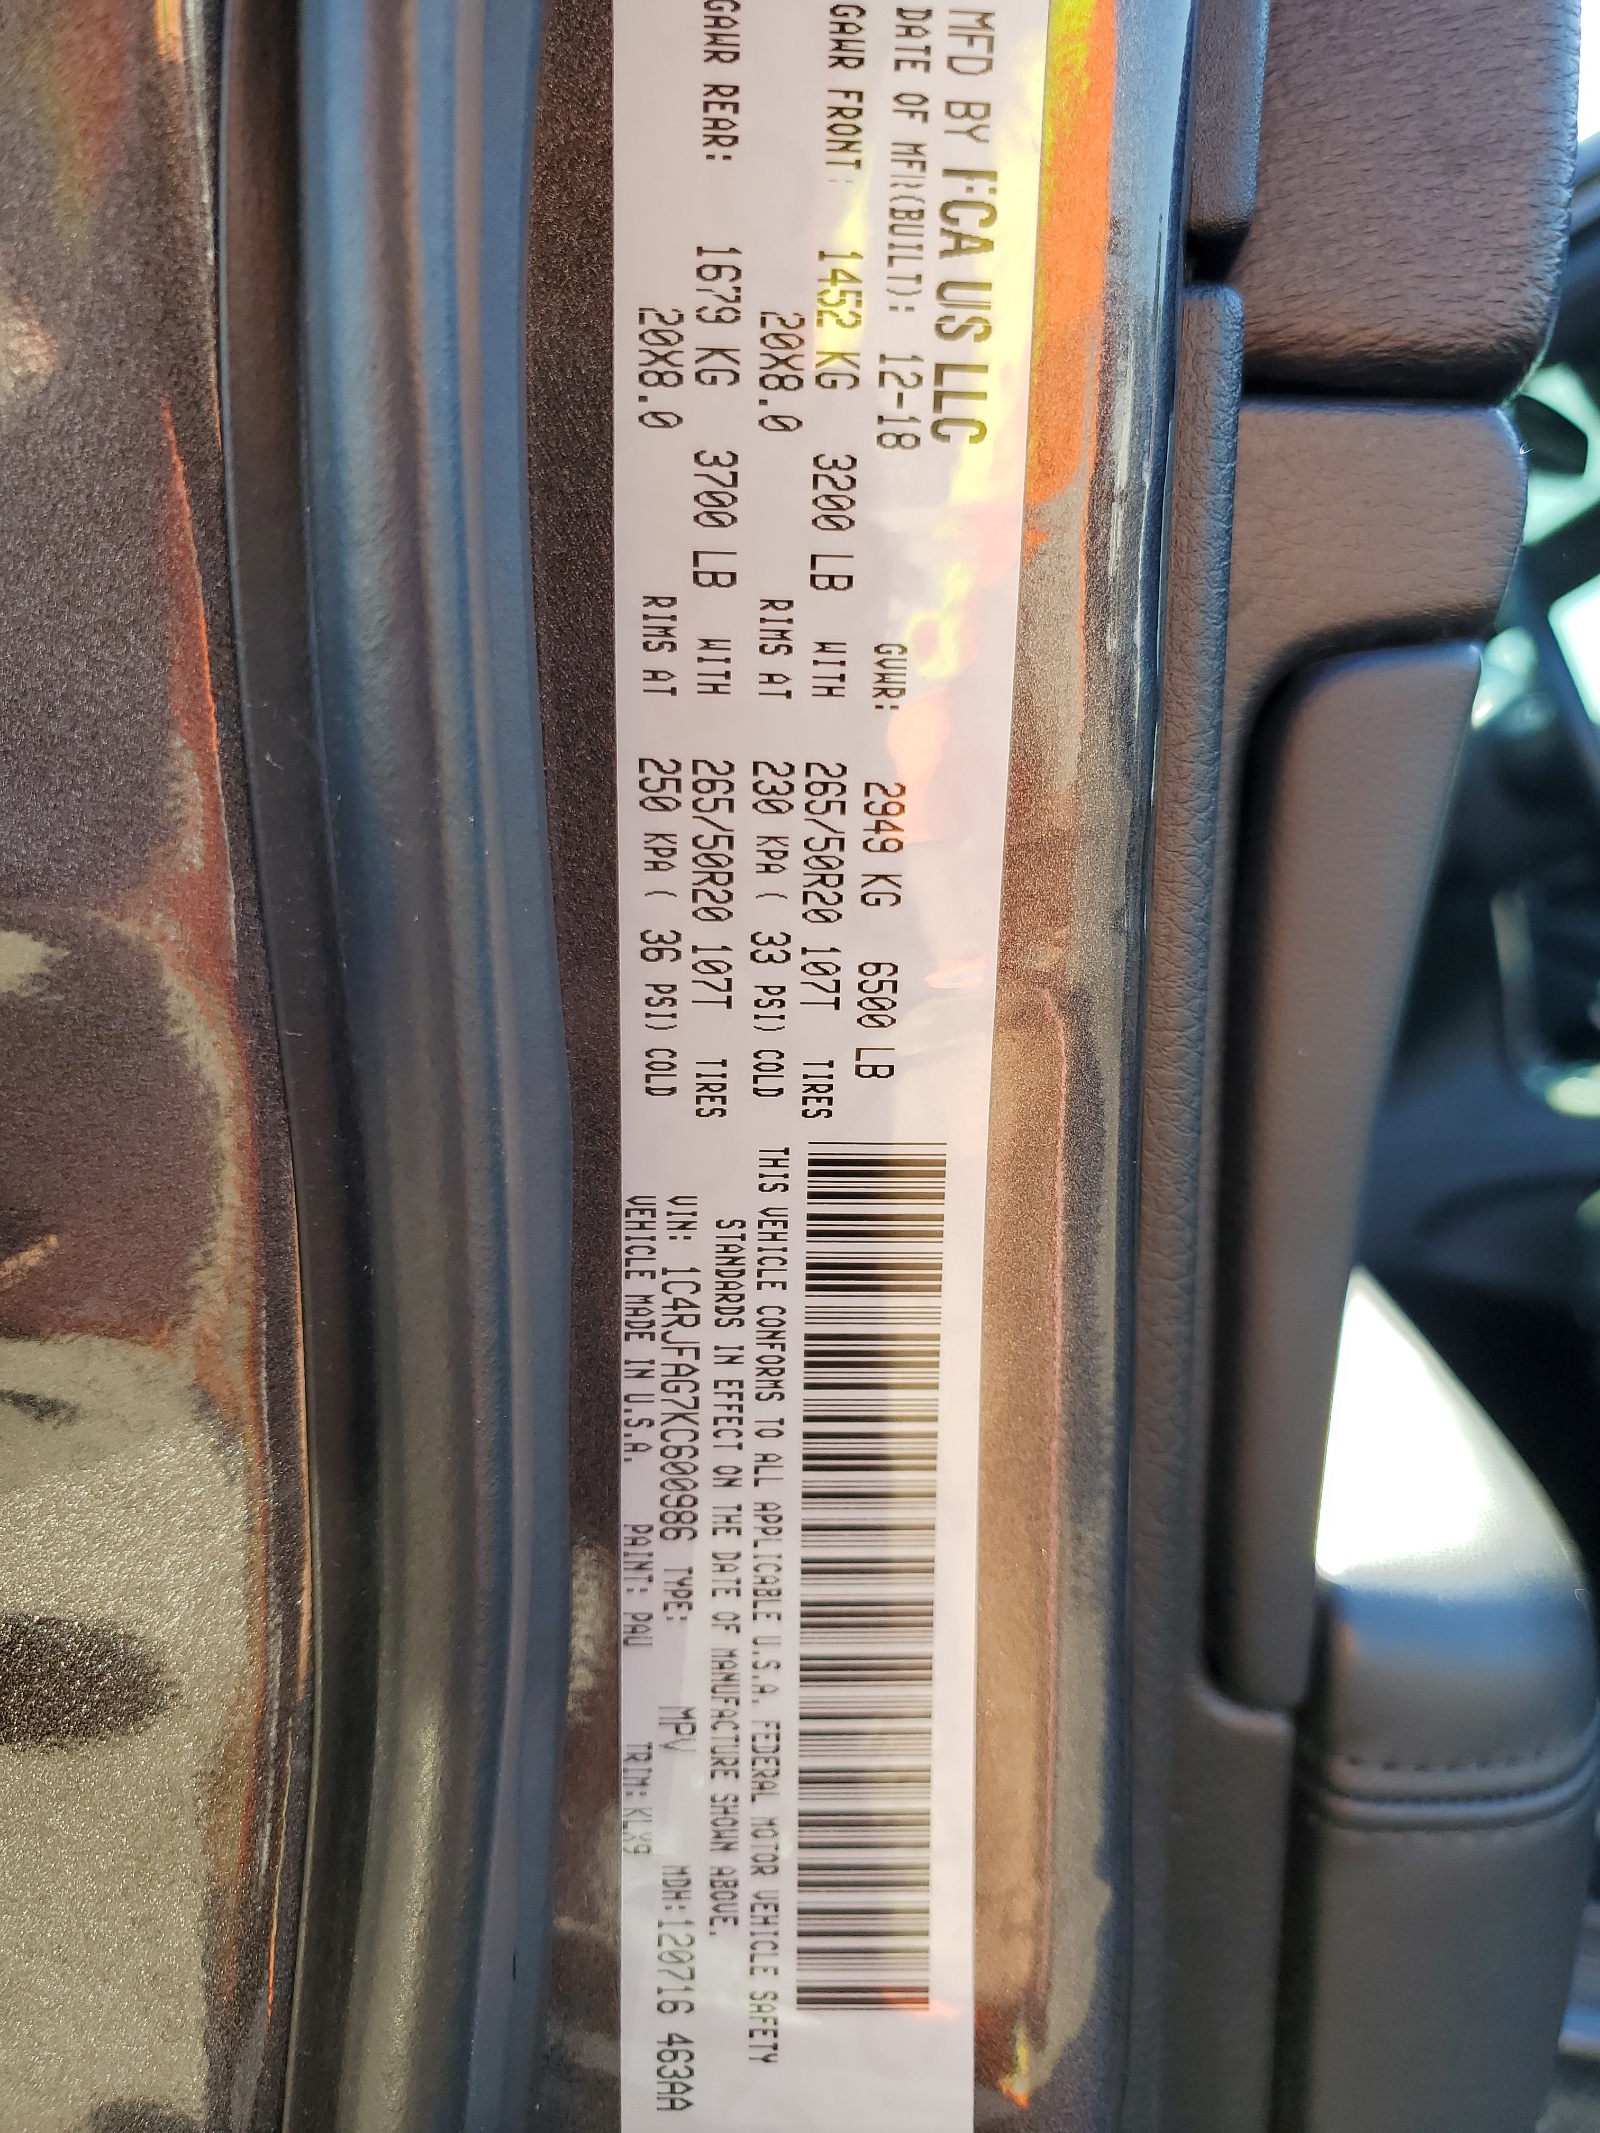 MFD BY FCA US LLC
DATE OF MFR(BUILT): 12-18 GVWR: 2949 KG 6500 LB
GAWR FRONT: 1452 KG 3200 LB WITH 265/50R20 107T TIRES
20X8.0 RIMS AT 230 KPA ( 33 PSI) COLD
GAWR REAR: 1679 KG 3700 LB WITH 265/50R20 107T TIRES
20X8.0 RIMS AT 250 KPA ( 36 PSI) COLD
THIS VEHICLE CONFORMS TO ALL APPLICABLE U.S.A. FEDERAL MOTOR VEHICLE SAFETY
STANDARDS IN EFFECT ON THE DATE OF MANUFACTURE SHOWN ABOVE.
VIN: 1C4RJFAG7KC600986 TYPE: MPV MDH:120716 463AA
VEHICLE MADE IN U.S.A. PAINT: PAU TRIM: KLX9